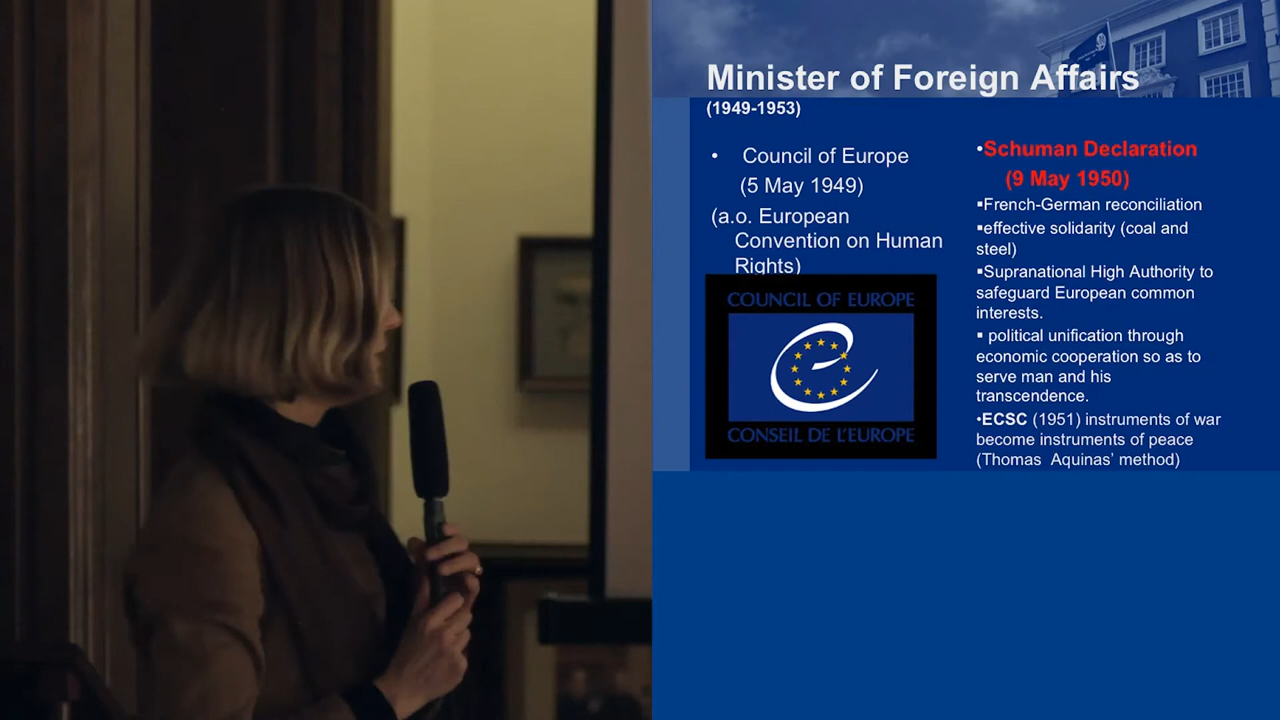 Minister of Foreign Affairs
(1949-1953)
• Council of Europe
(5 May 1949)
(a.o. European
Convention on Human
Rights)
COUNCIL OF EUROPE
CONSEIL DE L'EUROPE
•Schuman Declaration
(9 May 1950)
▪French-German reconciliation
▪effective solidarity (coal and
steel)
▪Supranational High Authority to
safeguard European common
interests.
▪ political unification through
economic cooperation so as to
serve man and his
transcendence.
•ECSC (1951) instruments of war
become instruments of peace
(Thomas Aquinas' method)